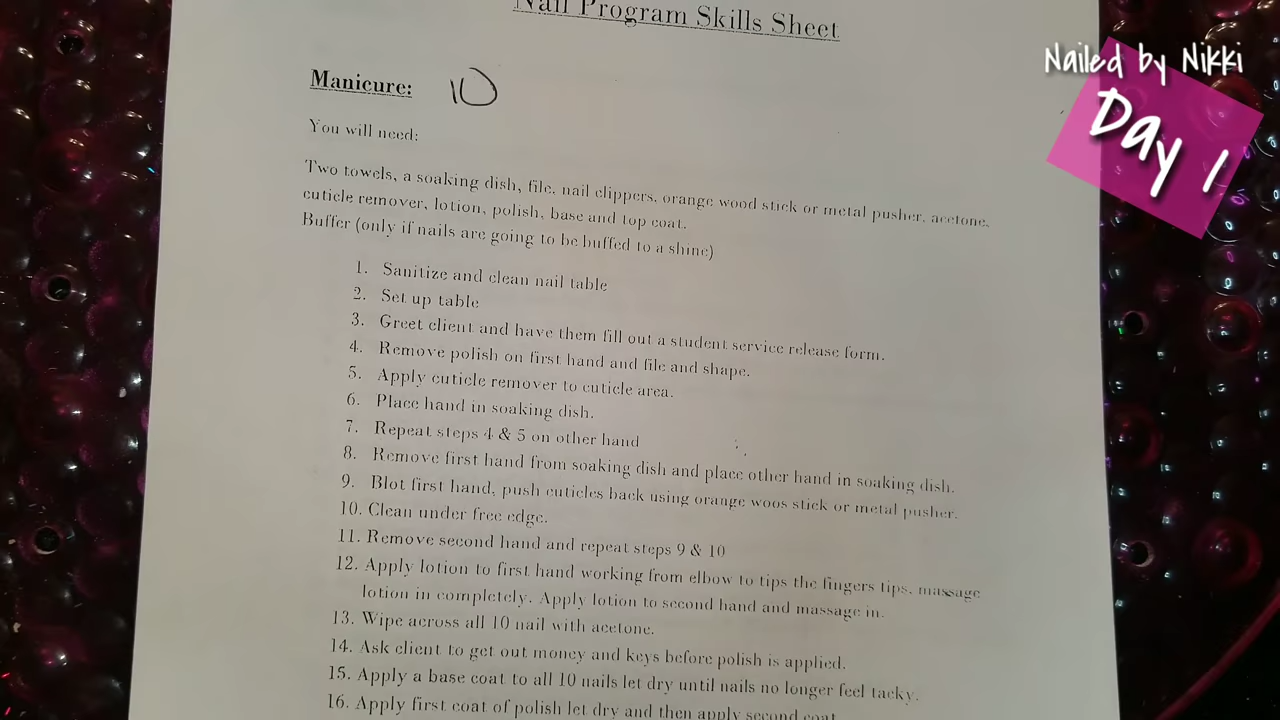 Nail Program Skills Sheet
Nailed by Nikki
Day 1
Manicure: 10
You will need:
Two towels, a soaking dish, file, nail clippers, orange wood stick or metal pusher, acetone,
cuticle remover, lotion, polish, base and top coat.
Buffer (only if nails are going to be buffed to a shine)
1. Sanitize and clean nail table
2. Set up table
3. Greet client and have them fill out a student service release form.
4. Remove polish on first hand and file and shape.
5. Apply cuticle remover to cuticle area.
6. Place hand in soaking dish.
7. Repeat steps 4 & 5 on other hand
8. Remove first hand from soaking dish and place other hand in soaking dish.
9. Blot first hand, push cuticles back using orange woos stick or metal pusher.
10. Clean under free edge.
11. Remove second hand and repeat steps 9 & 10
12. Apply lotion to first hand working from elbow to tips the fingers tips, massage
lotion in completely. Apply lotion to second hand and massage in.
13. Wipe across all 10 nail with acetone.
14. Ask client to get out money and keys before polish is applied.
15. Apply a base coat to all 10 nails let dry until nails no longer feel tacky.
16. Apply first coat of polish let dry and then apply second coat